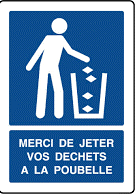 MERCI DE JETER
VOS DECHETS
A LA POUBELLE